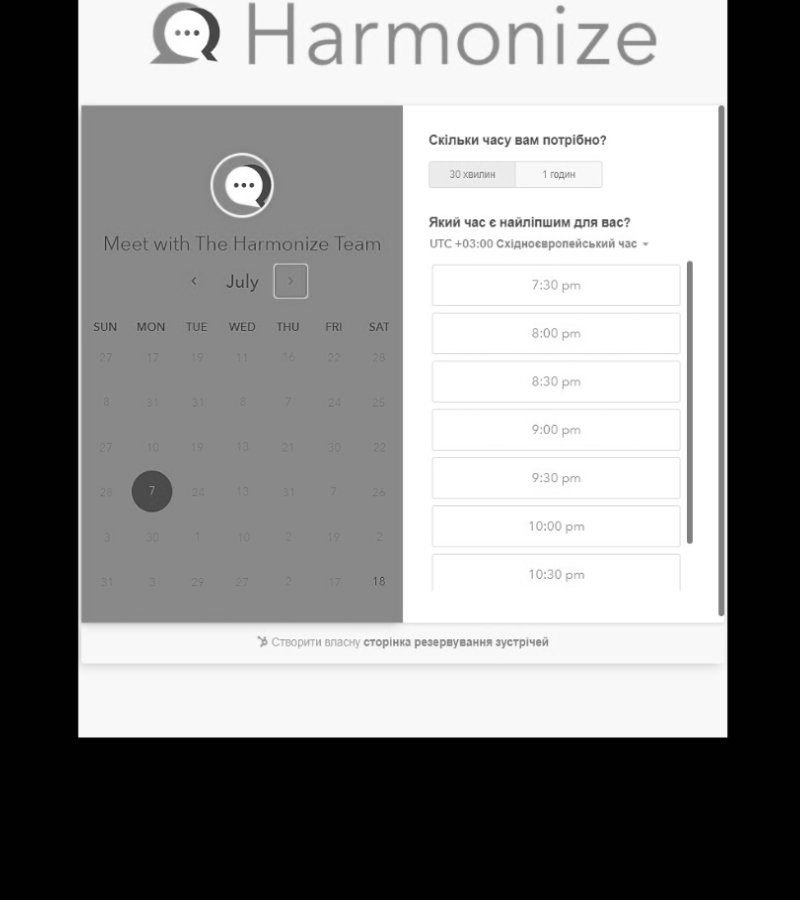 Harmonize
Meet with The Harmonize Team
July
SUN MON TUE WED THU FRI SAT
27 17 19 11 16 22 28
8 31 31 8 7 24 25
27 10 19 13 21 30 22
28 7 24 13 31 7 26
3 30 1 10 2 19 2
31 3 29 27 2 17 18
Скільки часу вам потрібно?
30 хвилин 1 годин
Який час є найліпшим для вас?
UTC +03:00 Східноєвропейський час
7:30 pm
8:00 pm
8:30 pm
9:00 pm
9:30 pm
10:00 pm
10:30 pm
Створити власну сторінка резервування зустрічей